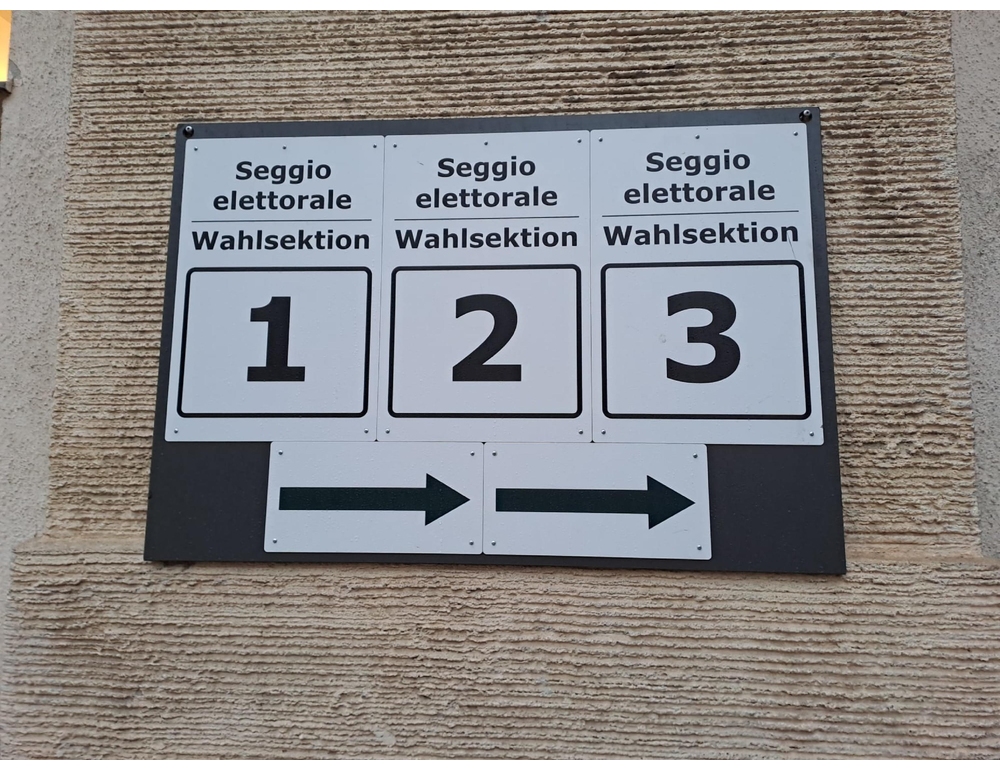 Seggio
elettorale
Wahlsektion
1
Seggio
elettorale
Wahlsektion
2
Seggio
elettorale
Wahlsektion
3